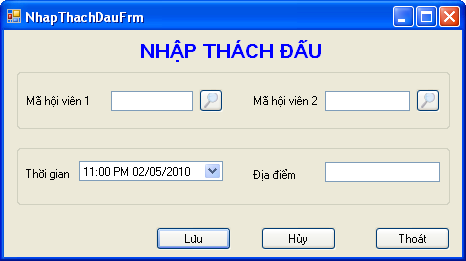 NhapThachDauFrm
NHẬP THÁCH ĐẤU
Mã hội viên 1 Mã hội viên 2
Thời gian 11:00 PM 02/05/2010 Địa điểm
Lưu Hủy Thoát